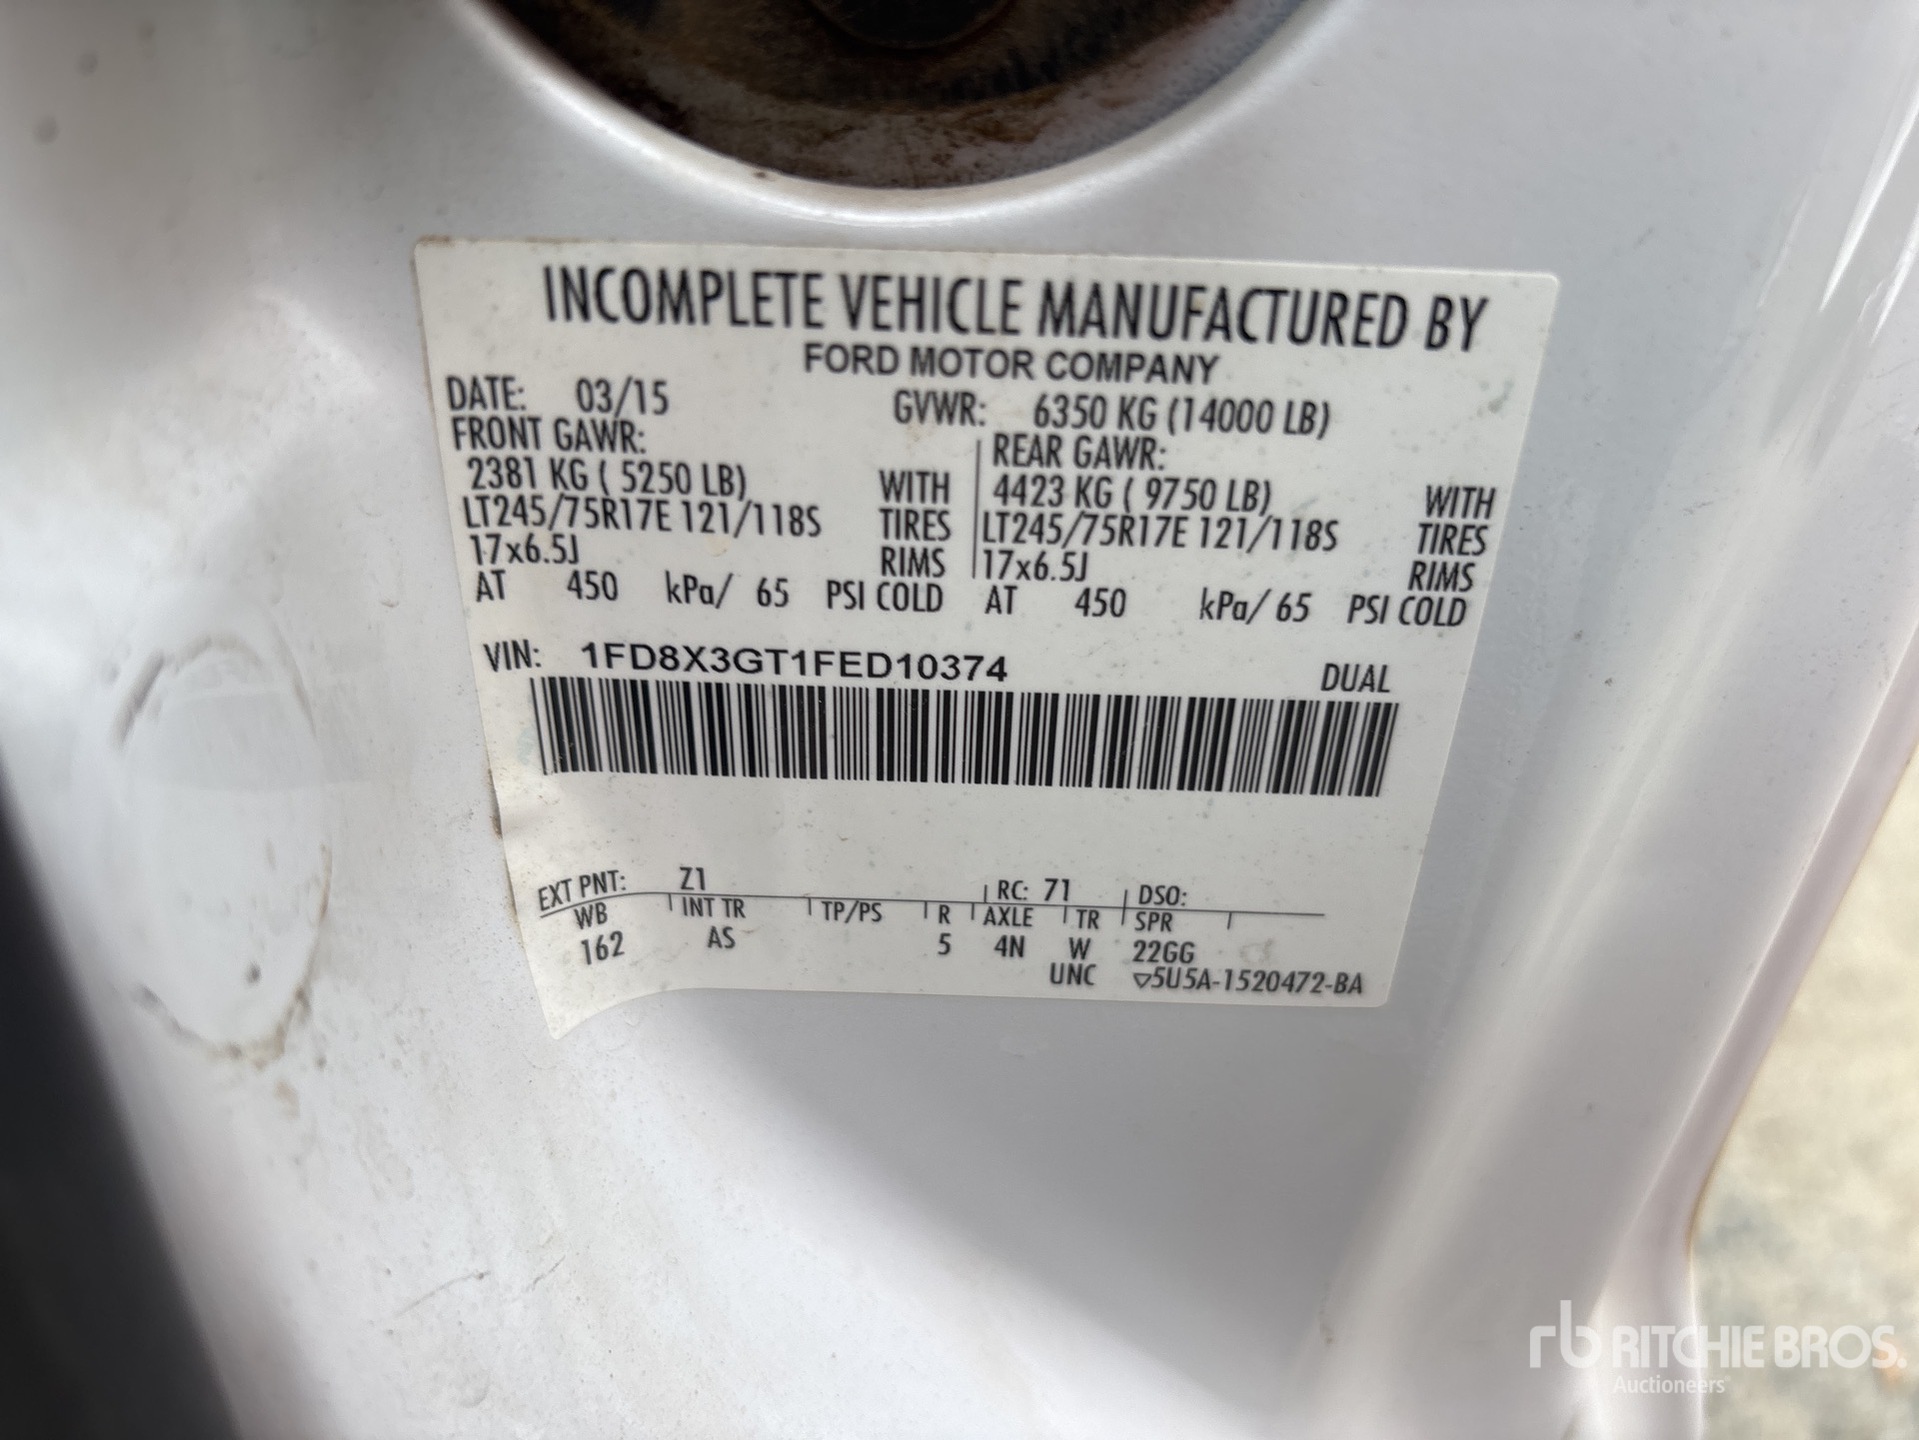 INCOMPLETE VEHICLE MANUFACTURED BY
FORD MOTOR COMPANY
DATE: 03/15 GVWR: 6350 KG (14000 LB)
FRONT GAWR: REAR GAWR:
2381 KG ( 5250 LB) WITH 4423 KG ( 9750 LB) WITH
LT245/75R17E 121/118S TIRES LT245/75R17E 121/118S TIRES
17x6.5J RIMS 17x6.5J RIMS
AT 450 kPa/ 65 PSI COLD AT 450 kPa/ 65 PSI COLD
VIN: 1FD8X3GT1FED10374 DUAL
EXT PNT: Z1 RC: 71 DSO:
WB INT TR TP/PS R AXLE TR SPR
162 AS 5 4N W 22GG
UNC ▽5U5A-1520472-BA
rb RITCHIE BROS.
Auctioneers